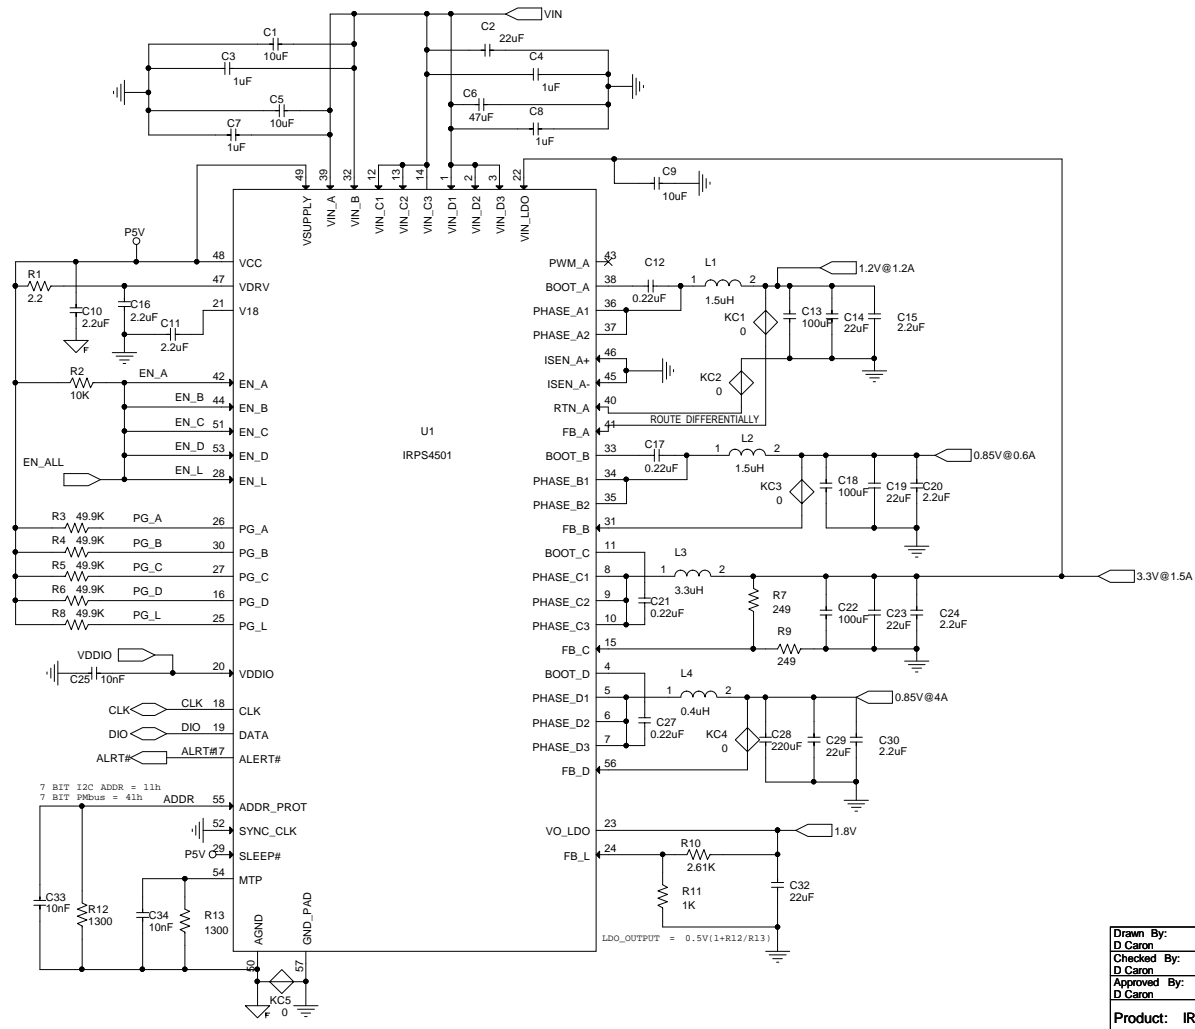 VIN
C1
10uF
C2
22uF
C3
1uF
C4
1uF
C5
10uF
C6
47uF
C7
1uF
C8
1uF
C9
10uF
49
39
32
12
13
14
1
2
3
22
VSUPPLY
VIN_A
VIN_B
VIN_C1
VIN_C2
VIN_C3
VIN_D1
VIN_D2
VIN_D3
VIN_LDO
P5V
48
VCC
R1
2.2
47
VDRV
21
V18
C10
2.2uF
C16
2.2uF
C11
2.2uF
F
R2
10K
EN_A
42
EN_A
EN_B
44
EN_B
EN_C
51
EN_C
EN_D
53
EN_D
EN_ALL
EN_L
28
EN_L
R3 49.9K PG_A 26 PG_A
R4 49.9K PG_B 30 PG_B
R5 49.9K PG_C 27 PG_C
R6 49.9K PG_D 16 PG_D
R8 49.9K PG_L 25 PG_L
VDDIO
C25 10nF
20
VDDIO
CLK CLK 18 CLK
DIO DIO 19 DATA
ALRT# ALRT# 17 ALERT#
7 BIT I2C ADDR = 11h
7 BIT PMbus = 41h
ADDR 55 ADDR_PROT
52 SYNC_CLK
P5V 29 SLEEP#
54 MTP
C33
10nF
R12
1300
C34
10nF
R13
1300
AGND
GND_PAD
50
57
KC5
0
F
U1
IRPS4501
PWM_A 43
BOOT_A 38
PHASE_A1 36
PHASE_A2 37
ISEN_A+ 46
ISEN_A- 45
RTN_A 40
FB_A 41
ROUTE DIFFERENTIALLY
C12
0.22uF
1 L1 2
1.5uH
1.2V@1.2A
KC1
0
KC2
0
C13
100uF
C14
22uF
C15
2.2uF
BOOT_B 33
PHASE_B1 34
PHASE_B2 35
FB_B 31
C17
0.22uF
1 L2 2
1.5uH
0.85V@0.6A
KC3
0
C18
100uF
C19
22uF
C20
2.2uF
BOOT_C 11
PHASE_C1 8
PHASE_C2 9
PHASE_C3 10
FB_C 15
C21
0.22uF
1 L3 2
3.3uH
3.3V@1.5A
R7
249
R9
249
C22
100uF
C23
22uF
C24
2.2uF
BOOT_D 4
PHASE_D1 5
PHASE_D2 6
PHASE_D3 7
FB_D 56
C27
0.22uF
1 L4 2
0.4uH
0.85V@4A
KC4
0
C28
220uF
C29
22uF
C30
2.2uF
VO_LDO 23
1.8V
FB_L 24
R10
2.61K
R11
1K
C32
22uF
LDO_OUTPUT = 0.5V(1+R12/R13)
Drawn By:
D Caron
Checked By:
D Caron
Approved By:
D Caron
Product: IR